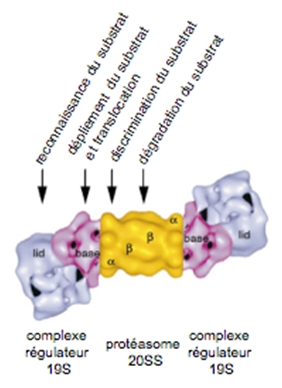 reconnaissance du substrat
dépliement du substrat
et translocation
discrimination du substrat
dégradation du substrat
lid
base
α
β
β
α
base
lid
complexe
régulateur
19S
protéasome
20SS
complexe
régulateur
19S